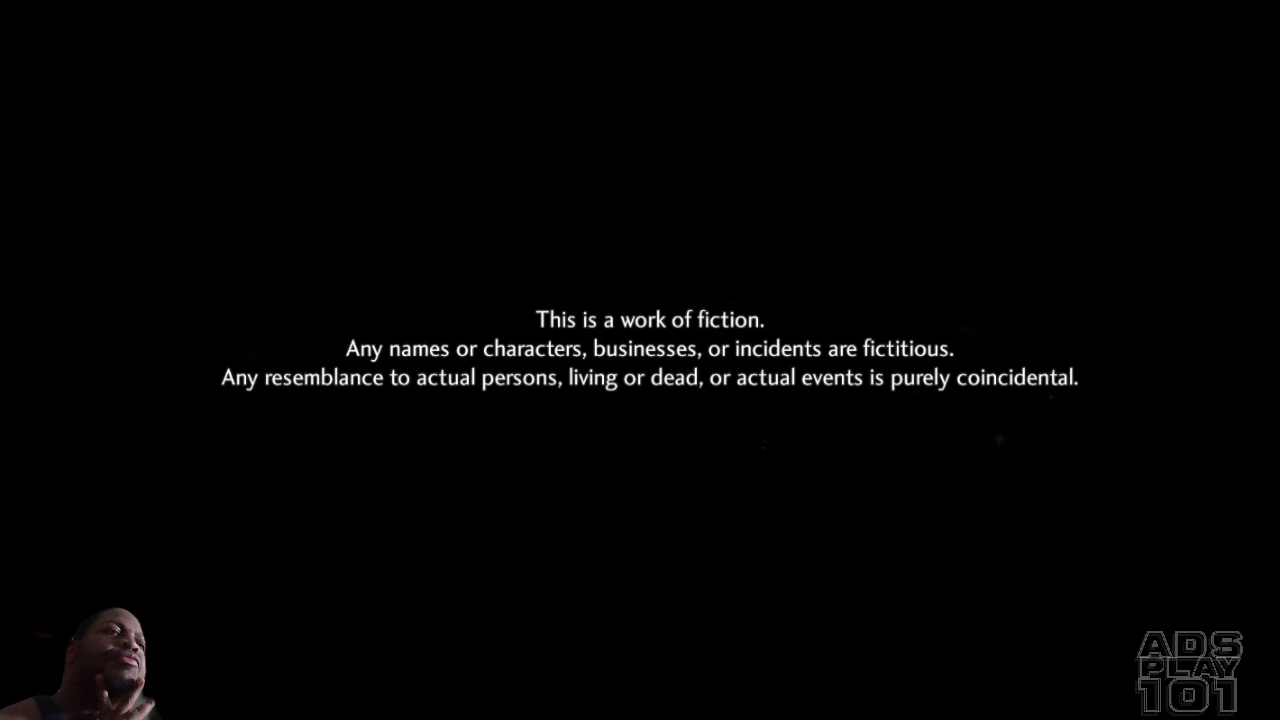 This is a work of fiction.
Any names or characters, businesses, or incidents are fictitious.
Any resemblance to actual persons, living or dead, or actual events is purely coincidental.
ADS
PLAY
101